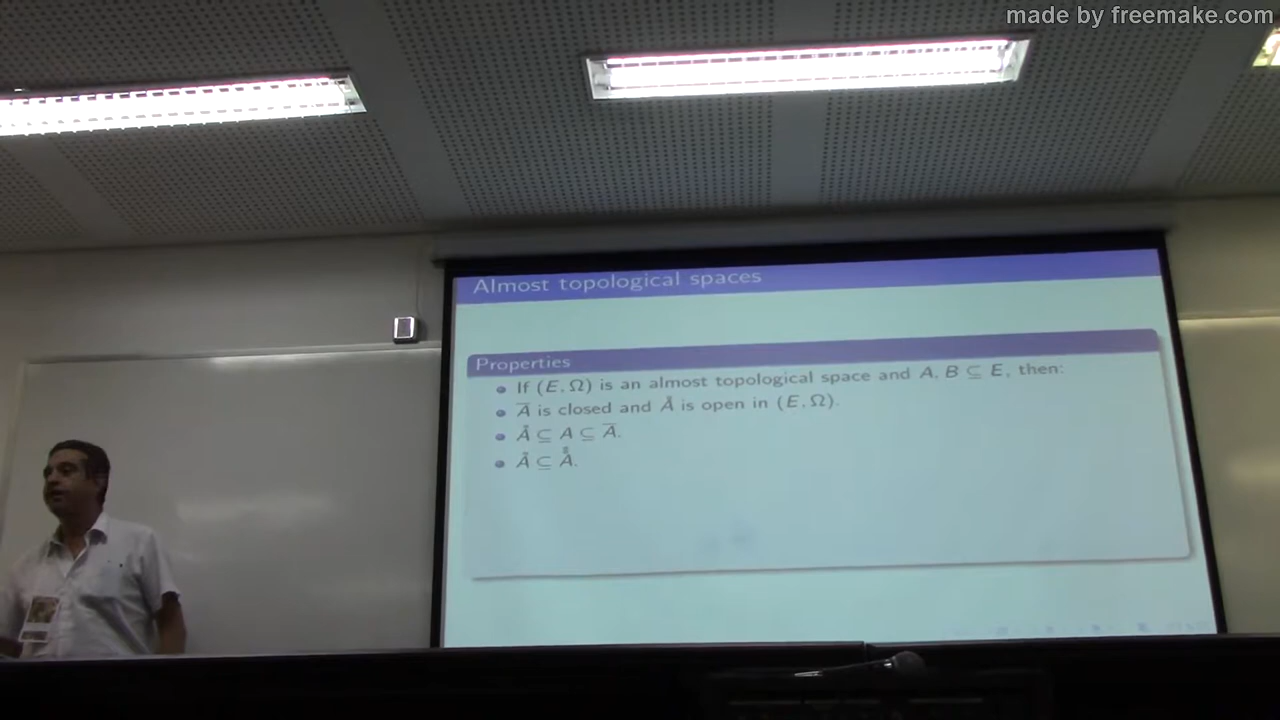 made by freemake.com
Almost topological spaces
Properties
If (E, Ω) is an almost topological space and A, B ⊆ E, then:
A̅ is closed and Å is open in (E, Ω).
Å ⊆ A ⊆ A̅.
Å ⊆ Å̊.